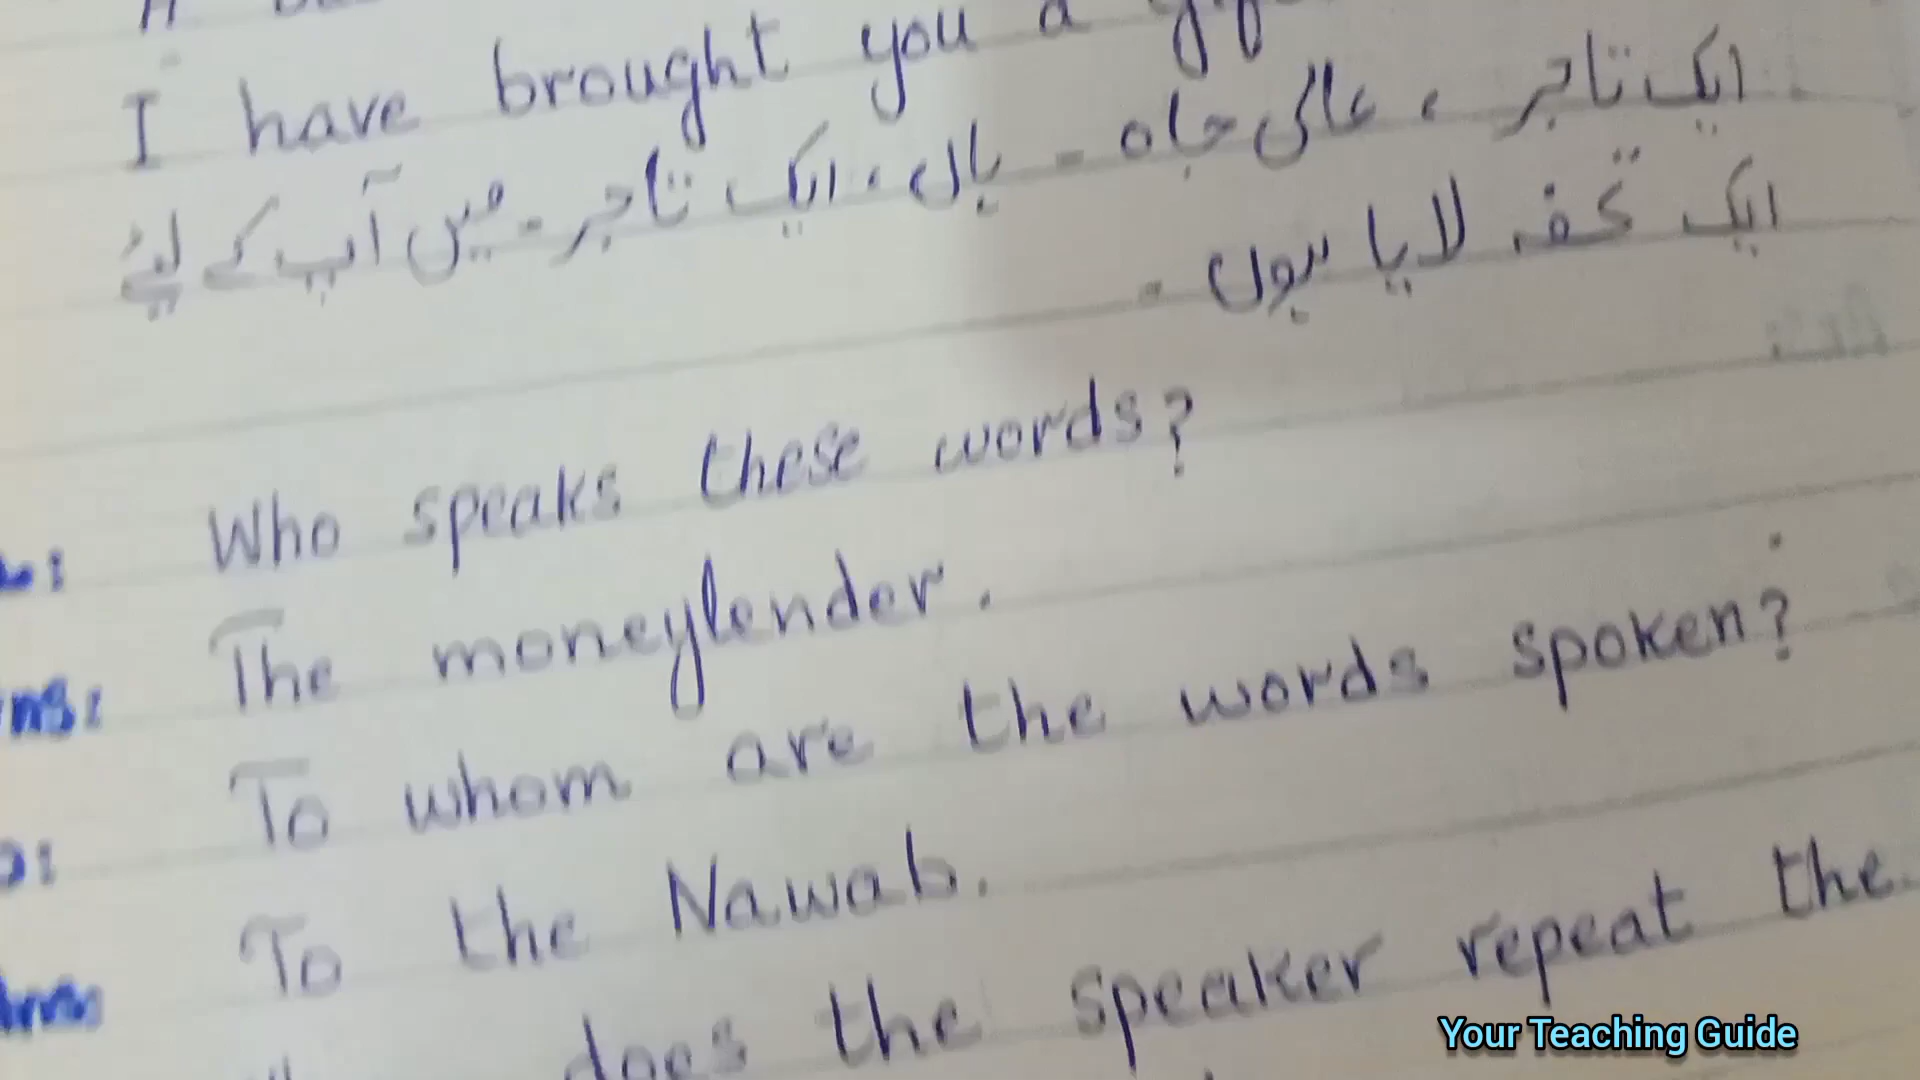 I have brought you a
ایک تاجر ، عالی جاہ ۔ ہاں ، ایک تاجر ۔ میں آپ کے لیے
ایک تحفہ لایا ہوں ۔
Who speaks these words?
The moneylender.
To whom are the words spoken?
To the Nawab.
does the speaker repeat the
Your Teaching Guide